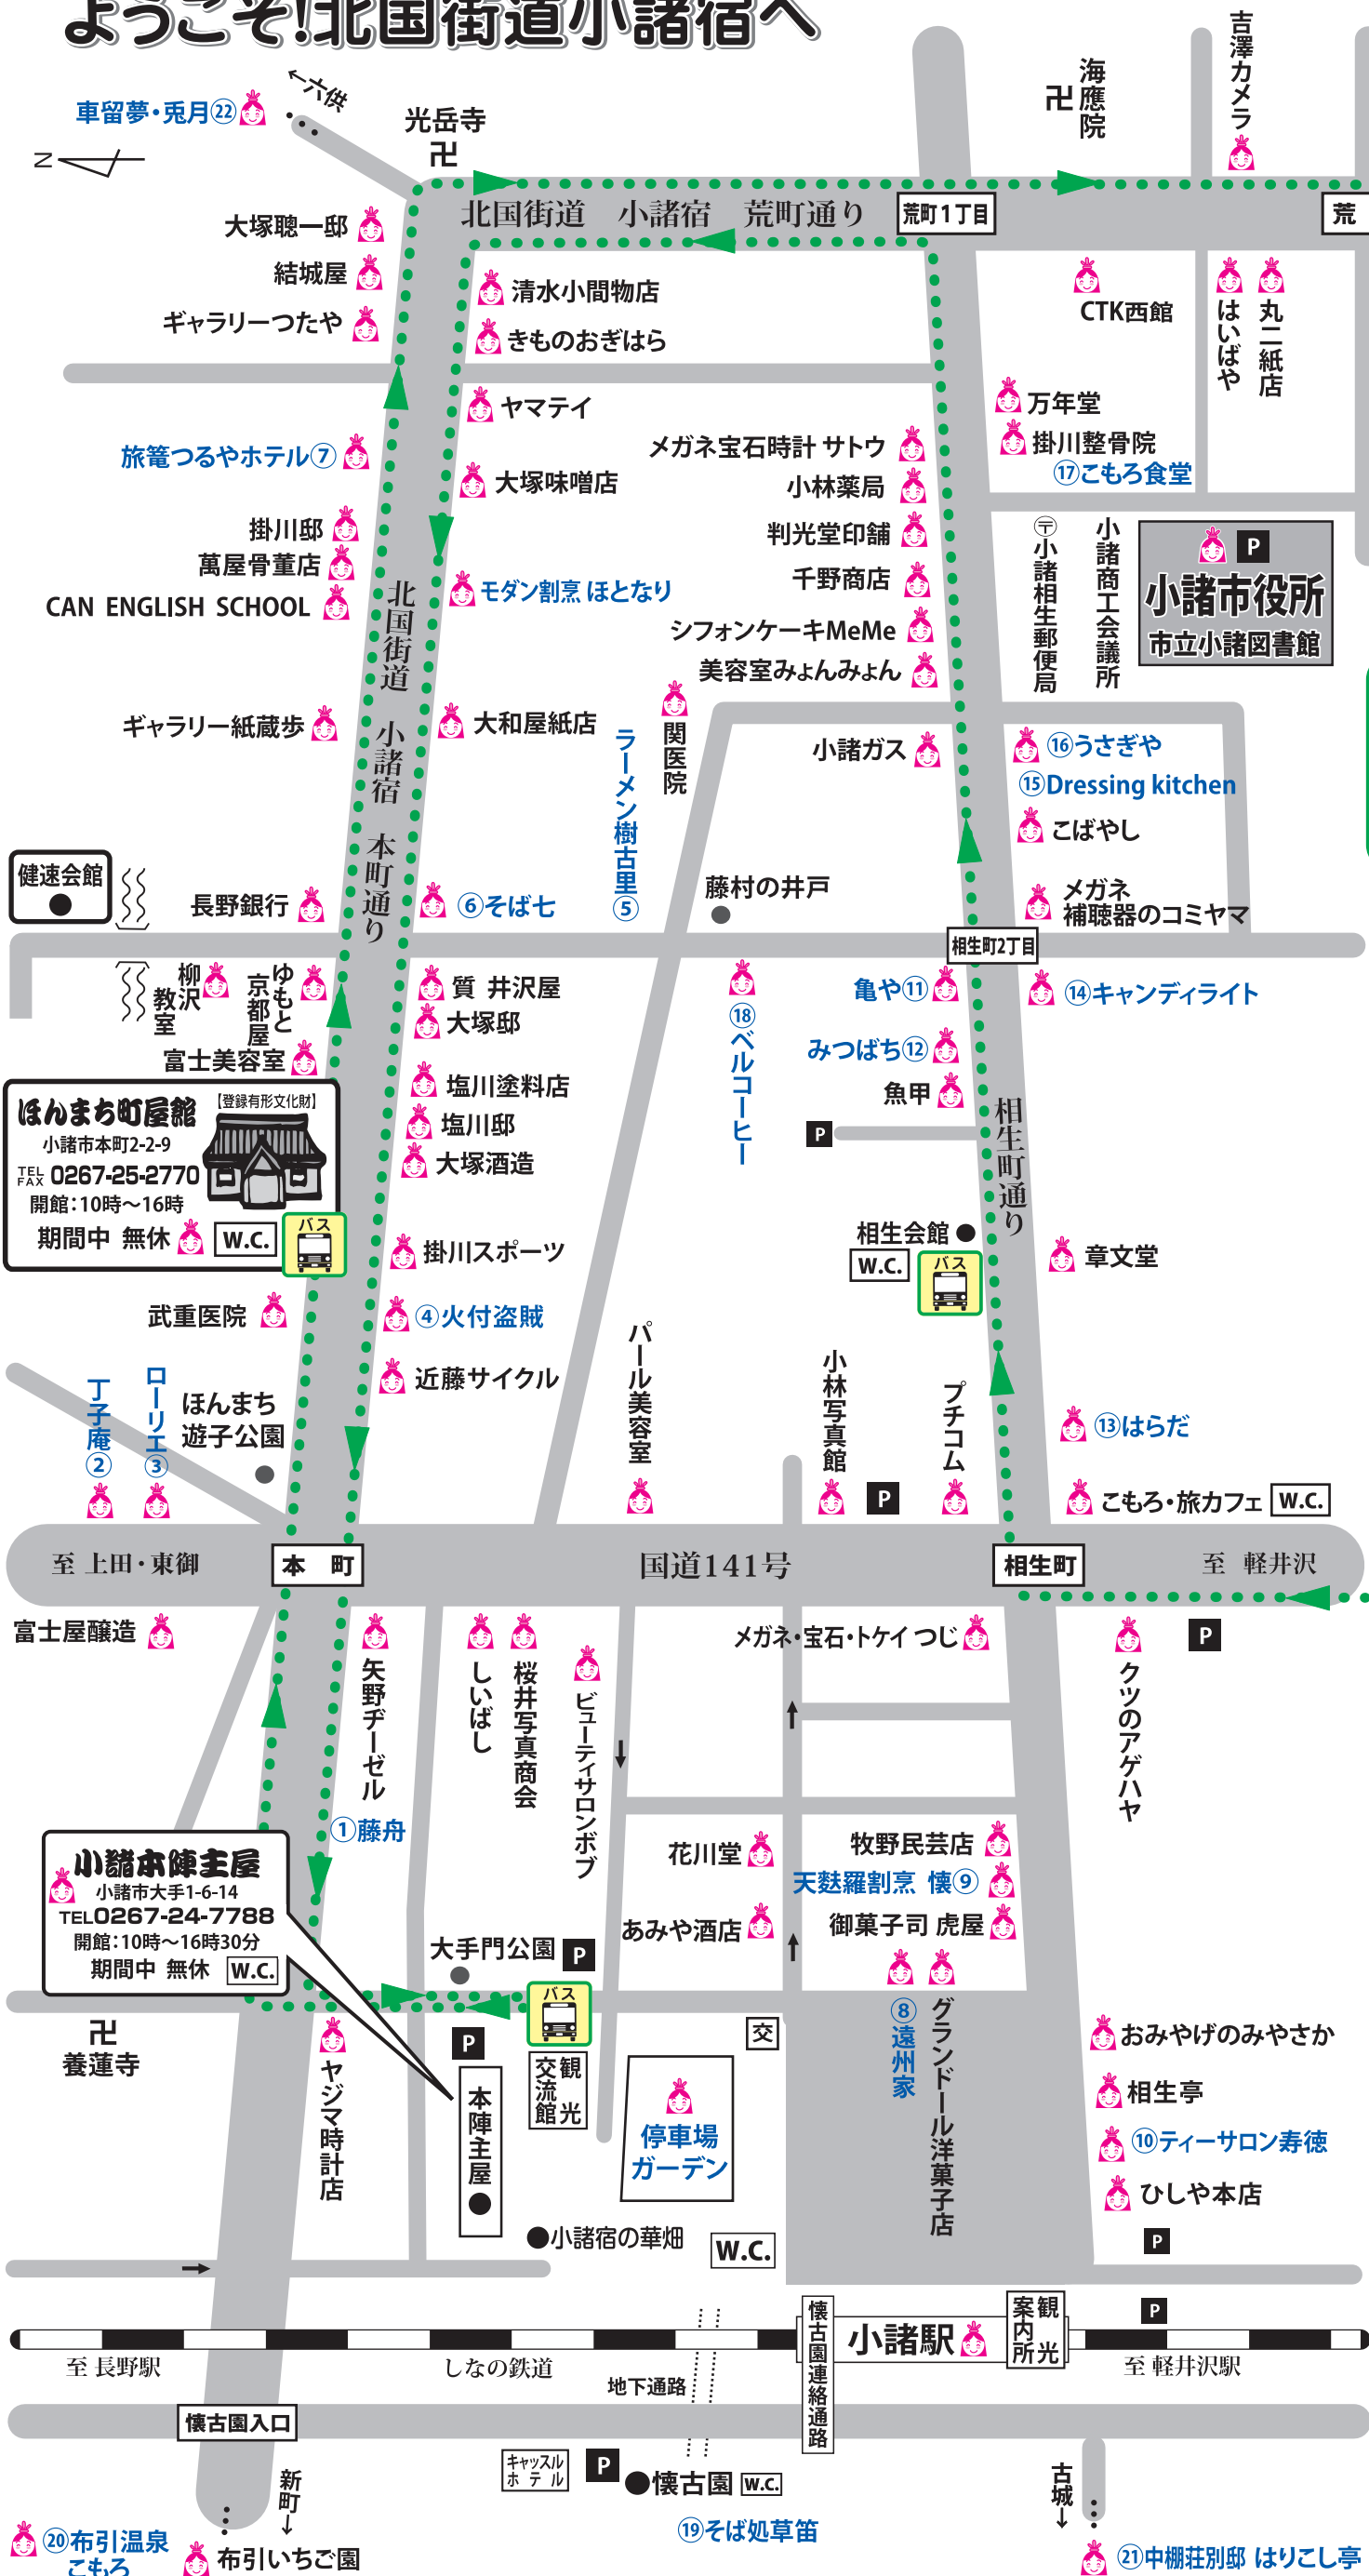 ようこそ!北国街道小諸宿へ
吉澤カメラ
海應院
卍
←六供
車留夢・兎月㉒
光岳寺
卍
N
北国街道 小諸宿 荒町通り
荒町1丁目
荒
大塚聰一邸
結城屋
ギャラリーつたや
清水小間物店
きものおぎはら
CTK西館
はいばや
丸二紙店
ヤマテイ
万年堂
掛川整骨院
⑰こもろ食堂
旅篭つるやホテル⑦
大塚味噌店
メガネ宝石時計 サトウ
小林薬局
判光堂印舗
千野商店
シフォンケーキMeMe
美容室みょんみょん
〒小諸相生郵便局
小諸商工会議所
P
小諸市役所
市立小諸図書館
掛川邸
萬屋骨董店
CAN ENGLISH SCHOOL
モダン割烹 ほとなり
北国街道 小諸宿 本町通り
ギャラリー紙蔵歩
大和屋紙店
ラーメン樹古里⑤
関医院
小諸ガス
⑯うさぎや
⑮Dressing kitchen
こばやし
健速会館
長野銀行
⑥そば七
藤村の井戸
メガネ
補聴器のコミヤマ
相生町2丁目
柳沢
教室
ゆもと
京都屋
富士美容室
質 井沢屋
大塚邸
塩川塗料店
塩川邸
大塚酒造
⑱ベルコーヒー
亀や⑪
みつばち⑫
魚甲
⑭キャンディライト
P
相生町通り
ほんまち町屋館
【登録有形文化財】
小諸市本町2-2-9
TEL
FAX 0267-25-2770
開館:10時〜16時
期間中 無休
W.C.
バス
掛川スポーツ
相生会館
W.C.
バス
章文堂
武重医院
④火付盗賊
近藤サイクル
丁子庵②
ローリエ③
ほんまち
遊子公園
パール美容室
小林写真館
P
プチコム
⑬はらだ
こもろ・旅カフェ
W.C.
至 上田・東御
本 町
国道141号
相生町
至 軽井沢
富士屋醸造
矢野ヂーゼル
しいばし
桜井写真商会
ビューティサロンボブ
メガネ・宝石・トケイ つじ
クツのアゲハヤ
P
①藤舟
小諸本陣主屋
小諸市大手1-6-14
TEL0267-24-7788
開館:10時〜16時30分
期間中 無休
W.C.
花川堂
あみや酒店
牧野民芸店
天麩羅割烹 懐⑨
御菓子司 虎屋
大手門公園
P
バス
⑧遠州家
グランドール洋菓子店
卍
養蓮寺
ヤジマ時計店
P
本陣主屋
観光
交流館
交
停車場
ガーデン
おみやげのみやさか
相生亭
⑩ティーサロン寿徳
ひしや本店
P
小諸宿の華畑
W.C.
懐古園連絡通路
小諸駅
観光
案内所
P
至 長野駅
しなの鉄道
地下通路
至 軽井沢駅
懐古園入口
キャッスル
ホテル
P
懐古園
W.C.
新町→
古城→
⑲そば処草笛
⑳布引温泉
こもろ
布引いちご園
㉑中棚荘別邸 はりこし亭